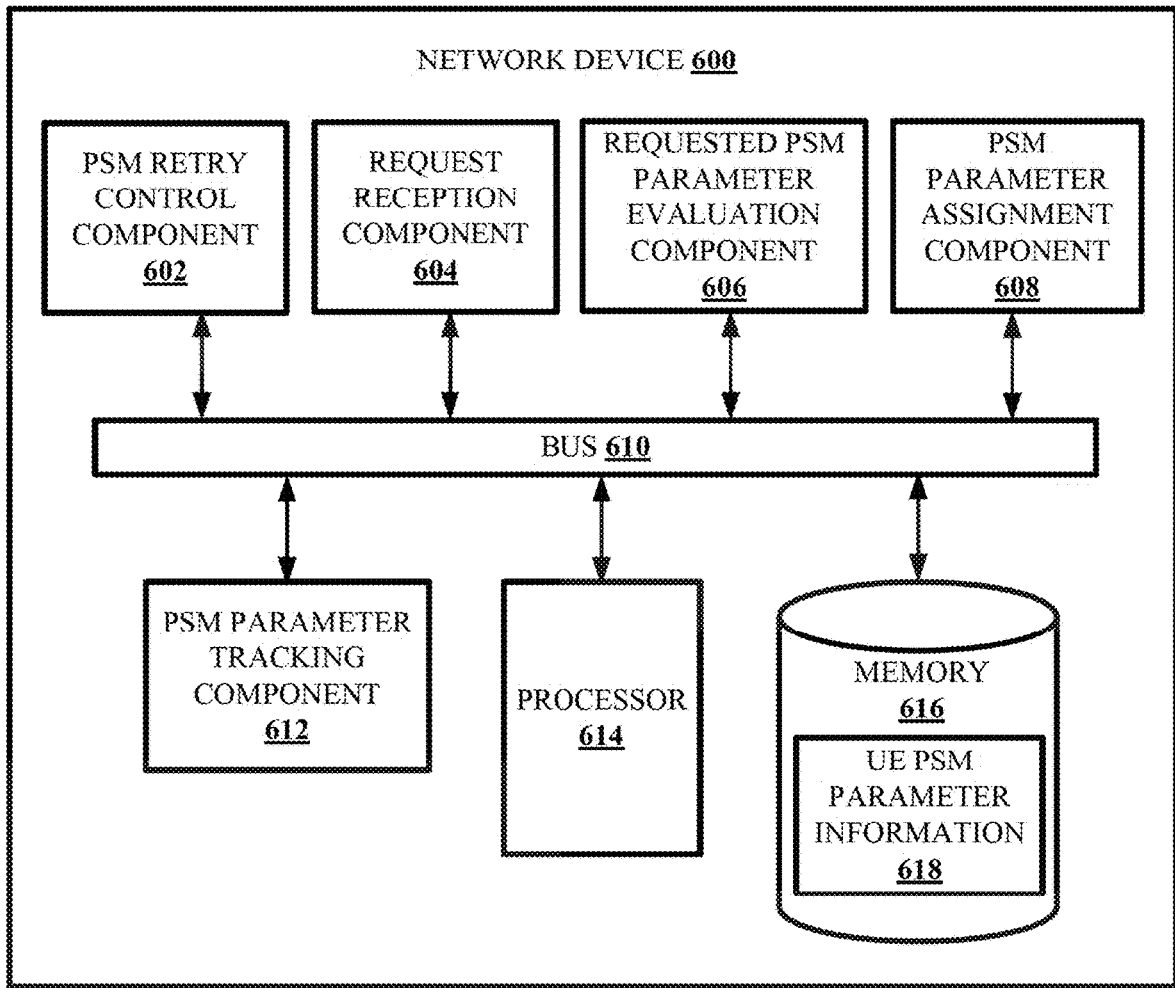 NETWORK DEVICE 600
PSM RETRY
CONTROL
COMPONENT
602
REQUEST
RECEPTION
COMPONENT
604
REQUESTED PSM
PARAMETER
EVALUATION
COMPONENT
606
PSM
PARAMETER
ASSIGNMENT
COMPONENT
608
BUS 610
PSM PARAMETER
TRACKING
COMPONENT
612
PROCESSOR
614
MEMORY
616
UE PSM
PARAMETER
INFORMATION
618